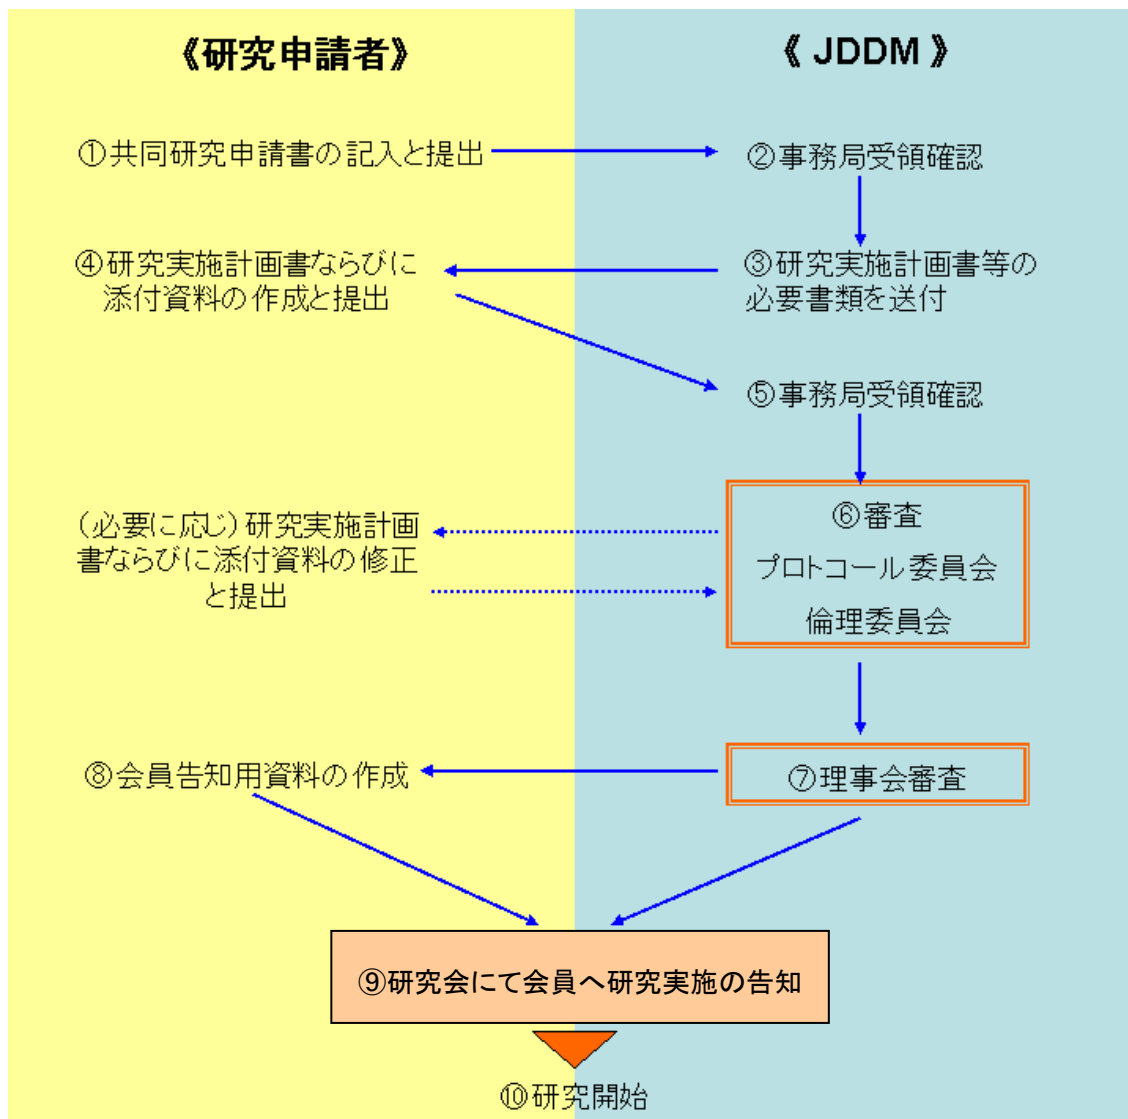 《研究申請者》
《 JDDM 》
①共同研究申請書の記入と提出
②事務局受領確認
④研究実施計画書ならびに
添付資料の作成と提出
③研究実施計画書等の
必要書類を送付
⑤事務局受領確認
(必要に応じ)研究実施計画
書ならびに添付資料の修正
と提出
⑥審査
プロトコール委員会
倫理委員会
⑧会員告知用資料の作成
⑦理事会審査
⑨研究会にて会員へ研究実施の告知
⑩研究開始